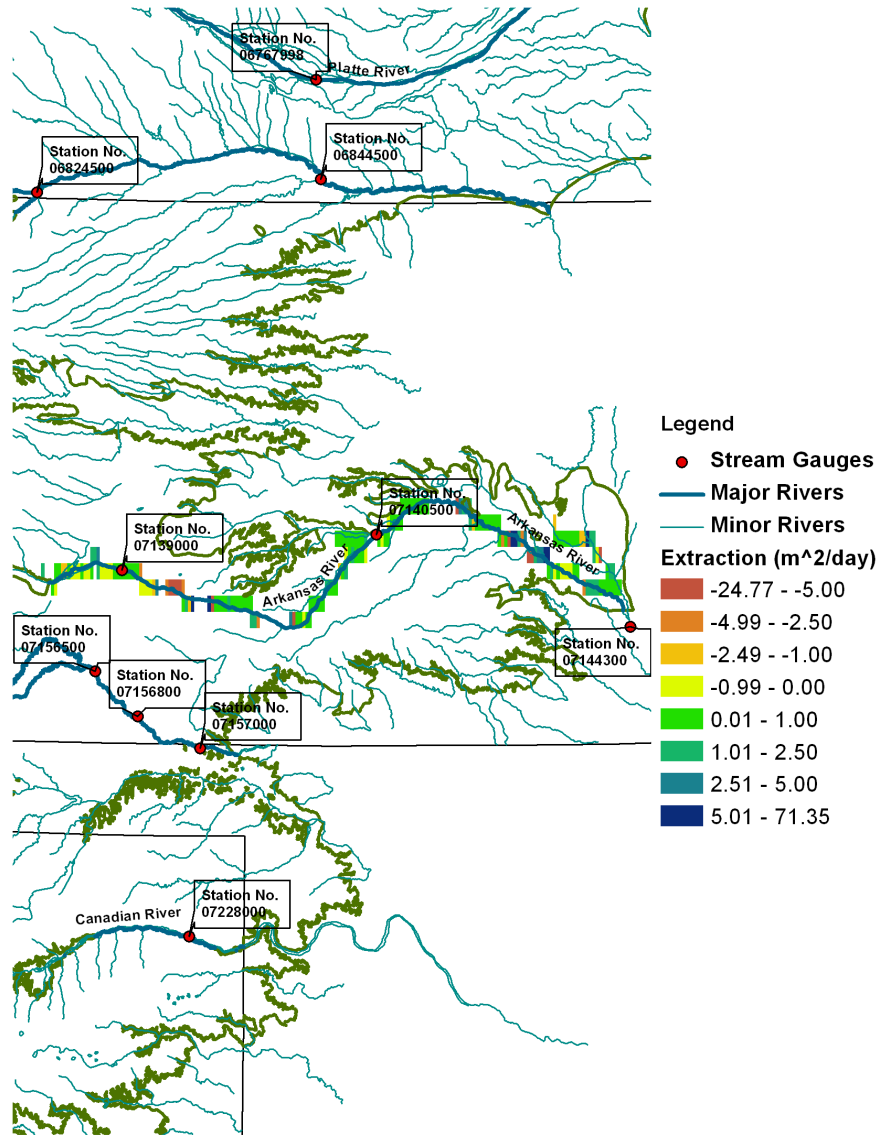 Station No.
06767998
Platte River
Station No.
06844500
Station No.
06824500
Legend
Stream Gauges
Major Rivers
Minor Rivers
Extraction (m^2/day)
-24.77 - -5.00
-4.99 - -2.50
-2.49 - -1.00
-0.99 - 0.00
0.01 - 1.00
1.01 - 2.50
2.51 - 5.00
5.01 - 71.35
Station No.
07140500
Station No.
07139000
Arkansas River
Arkansas River
Station No.
07144300
Station No.
07156500
Station No.
07156800
Station No.
07157000
Station No.
07228000
Canadian River